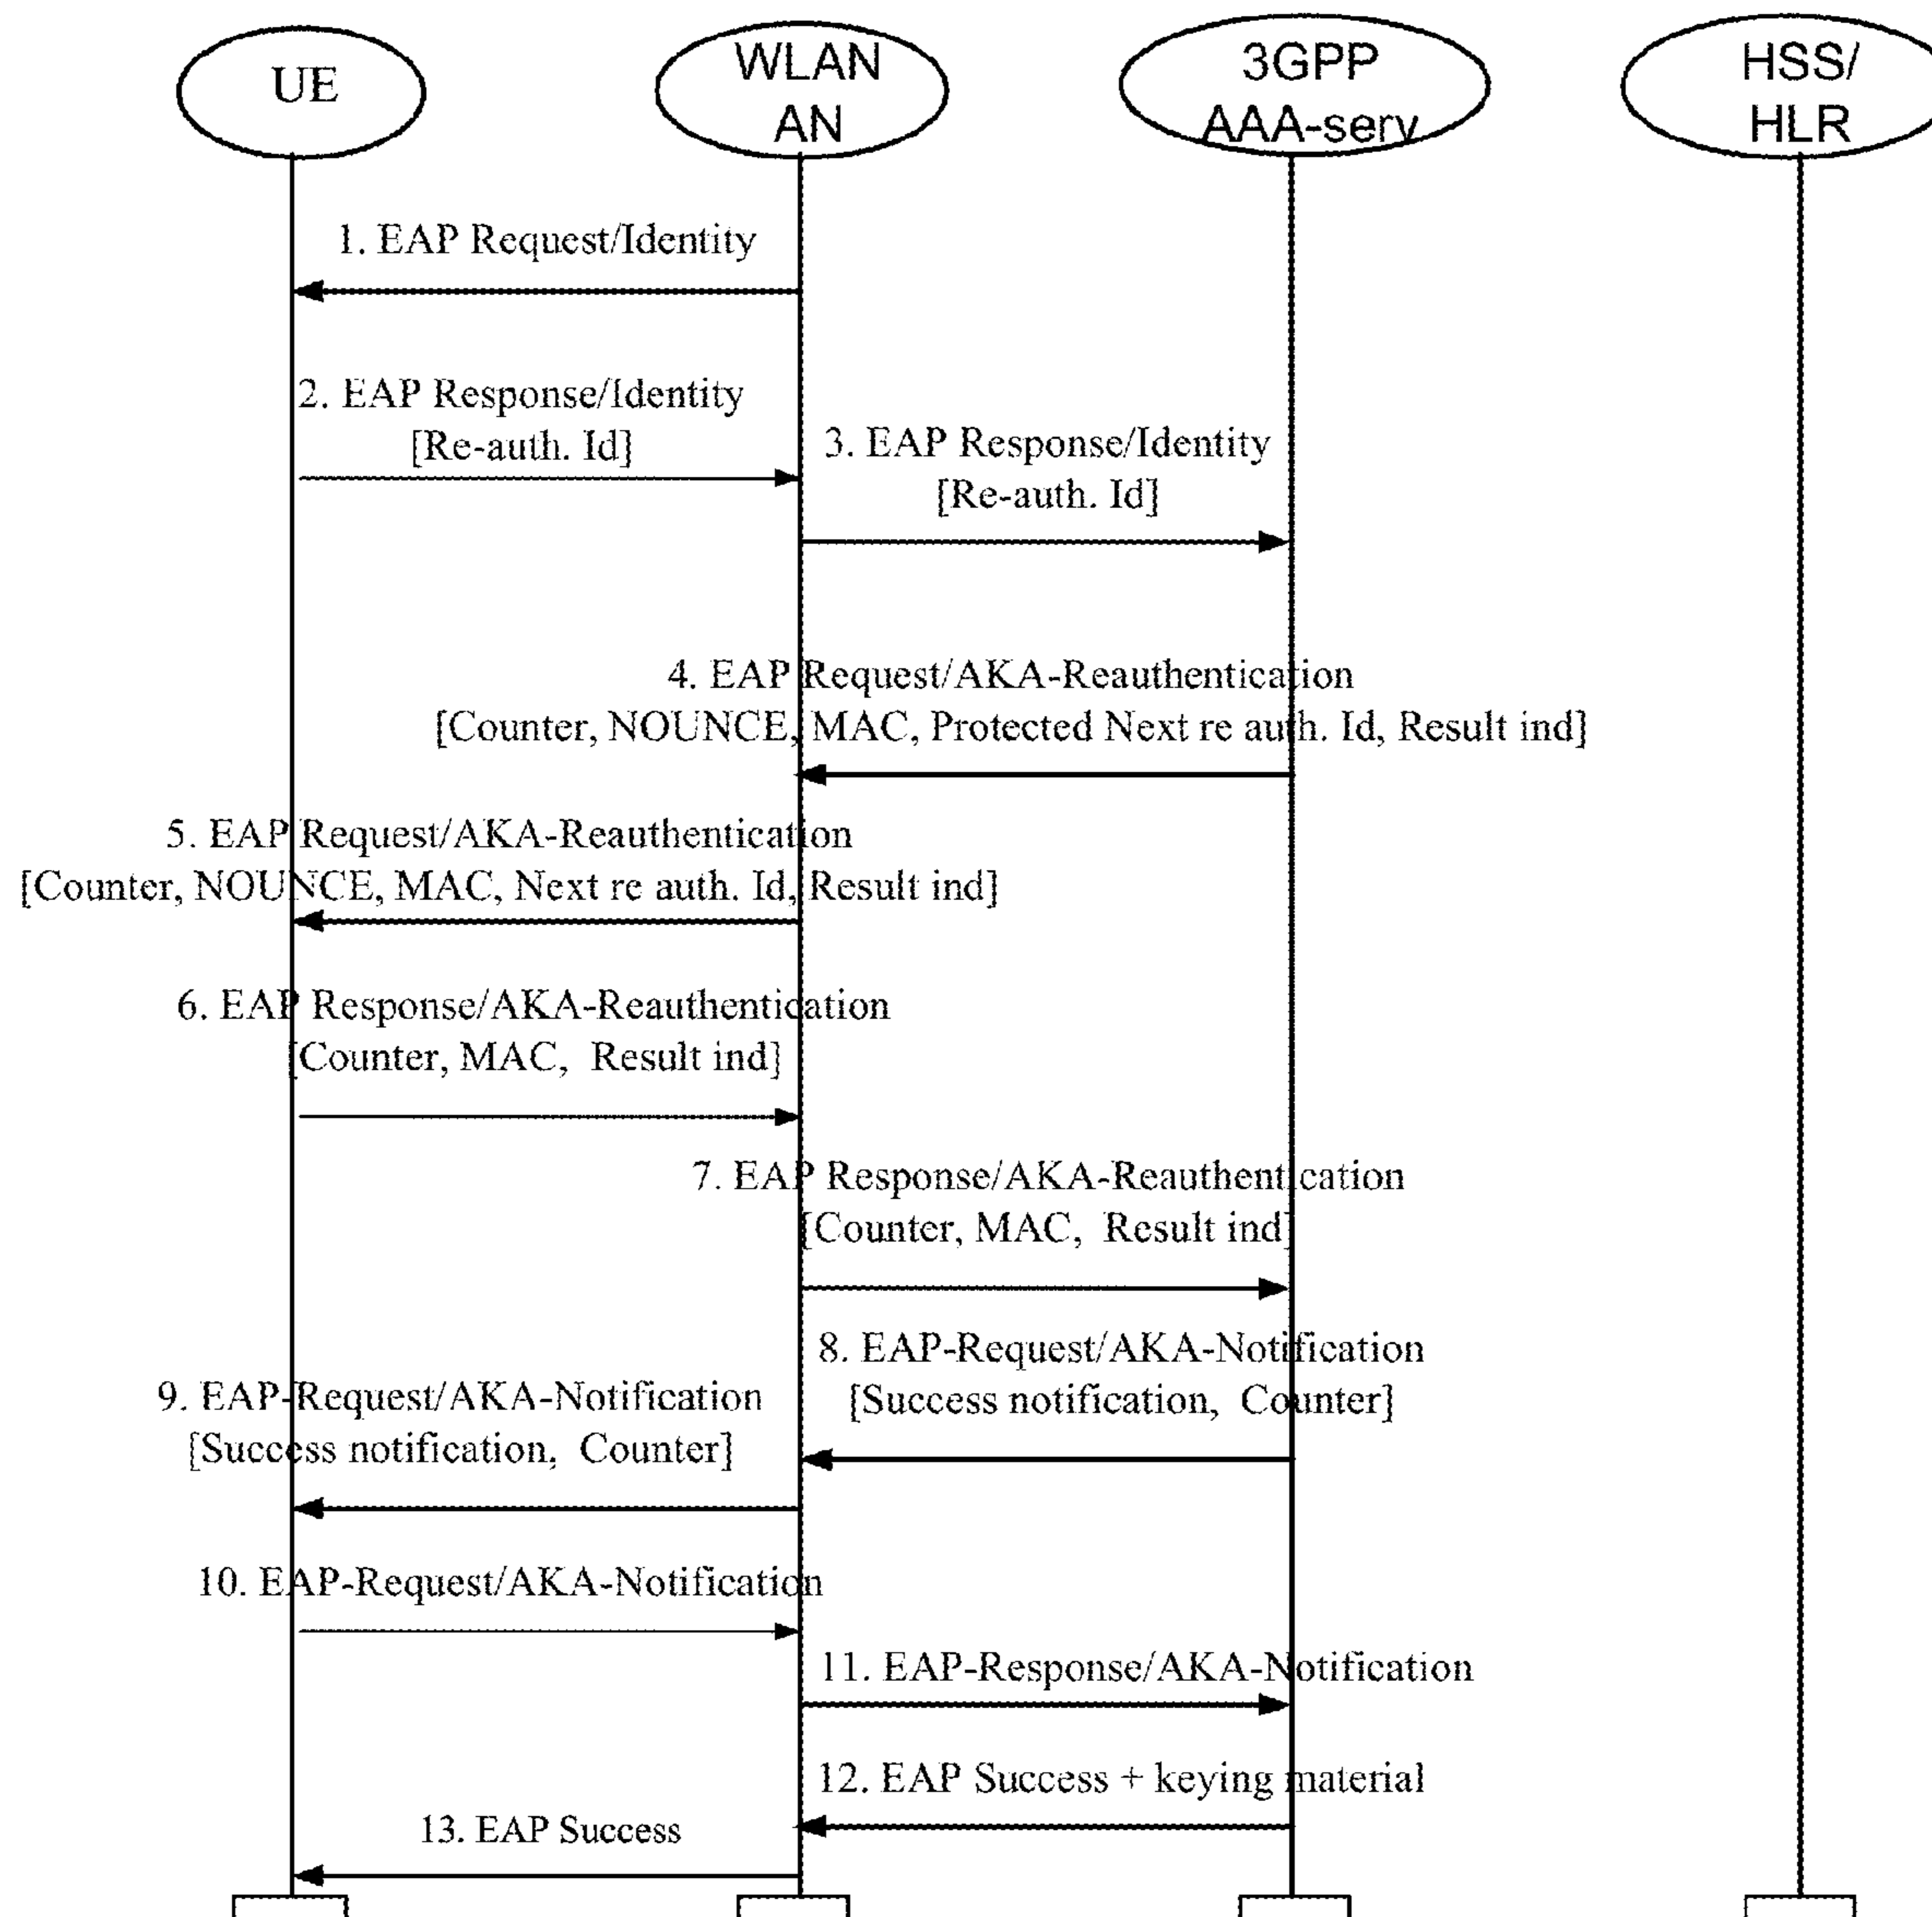 UE
WLAN
AN
3GPP
AAA-serv
HSS/
HLR
1. EAP Request/Identity
2. EAP Response/Identity
[Re-auth. Id]
3. EAP Response/Identity
[Re-auth. Id]
4. EAP Request/AKA-Reauthentication
[Counter, NOUNCE, MAC, Protected Next re auth. Id, Result ind]
5. EAP Request/AKA-Reauthentication
[Counter, NOUNCE, MAC, Next re auth. Id, Result ind]
6. EAP Response/AKA-Reauthentication
[Counter, MAC, Result ind]
7. EAP Response/AKA-Reauthentication
[Counter, MAC, Result ind]
8. EAP-Request/AKA-Notification
[Success notification, Counter]
9. EAP-Request/AKA-Notification
[Success notification, Counter]
10. EAP-Request/AKA-Notification
11. EAP-Response/AKA-Notification
12. EAP Success + keying material
13. EAP Success